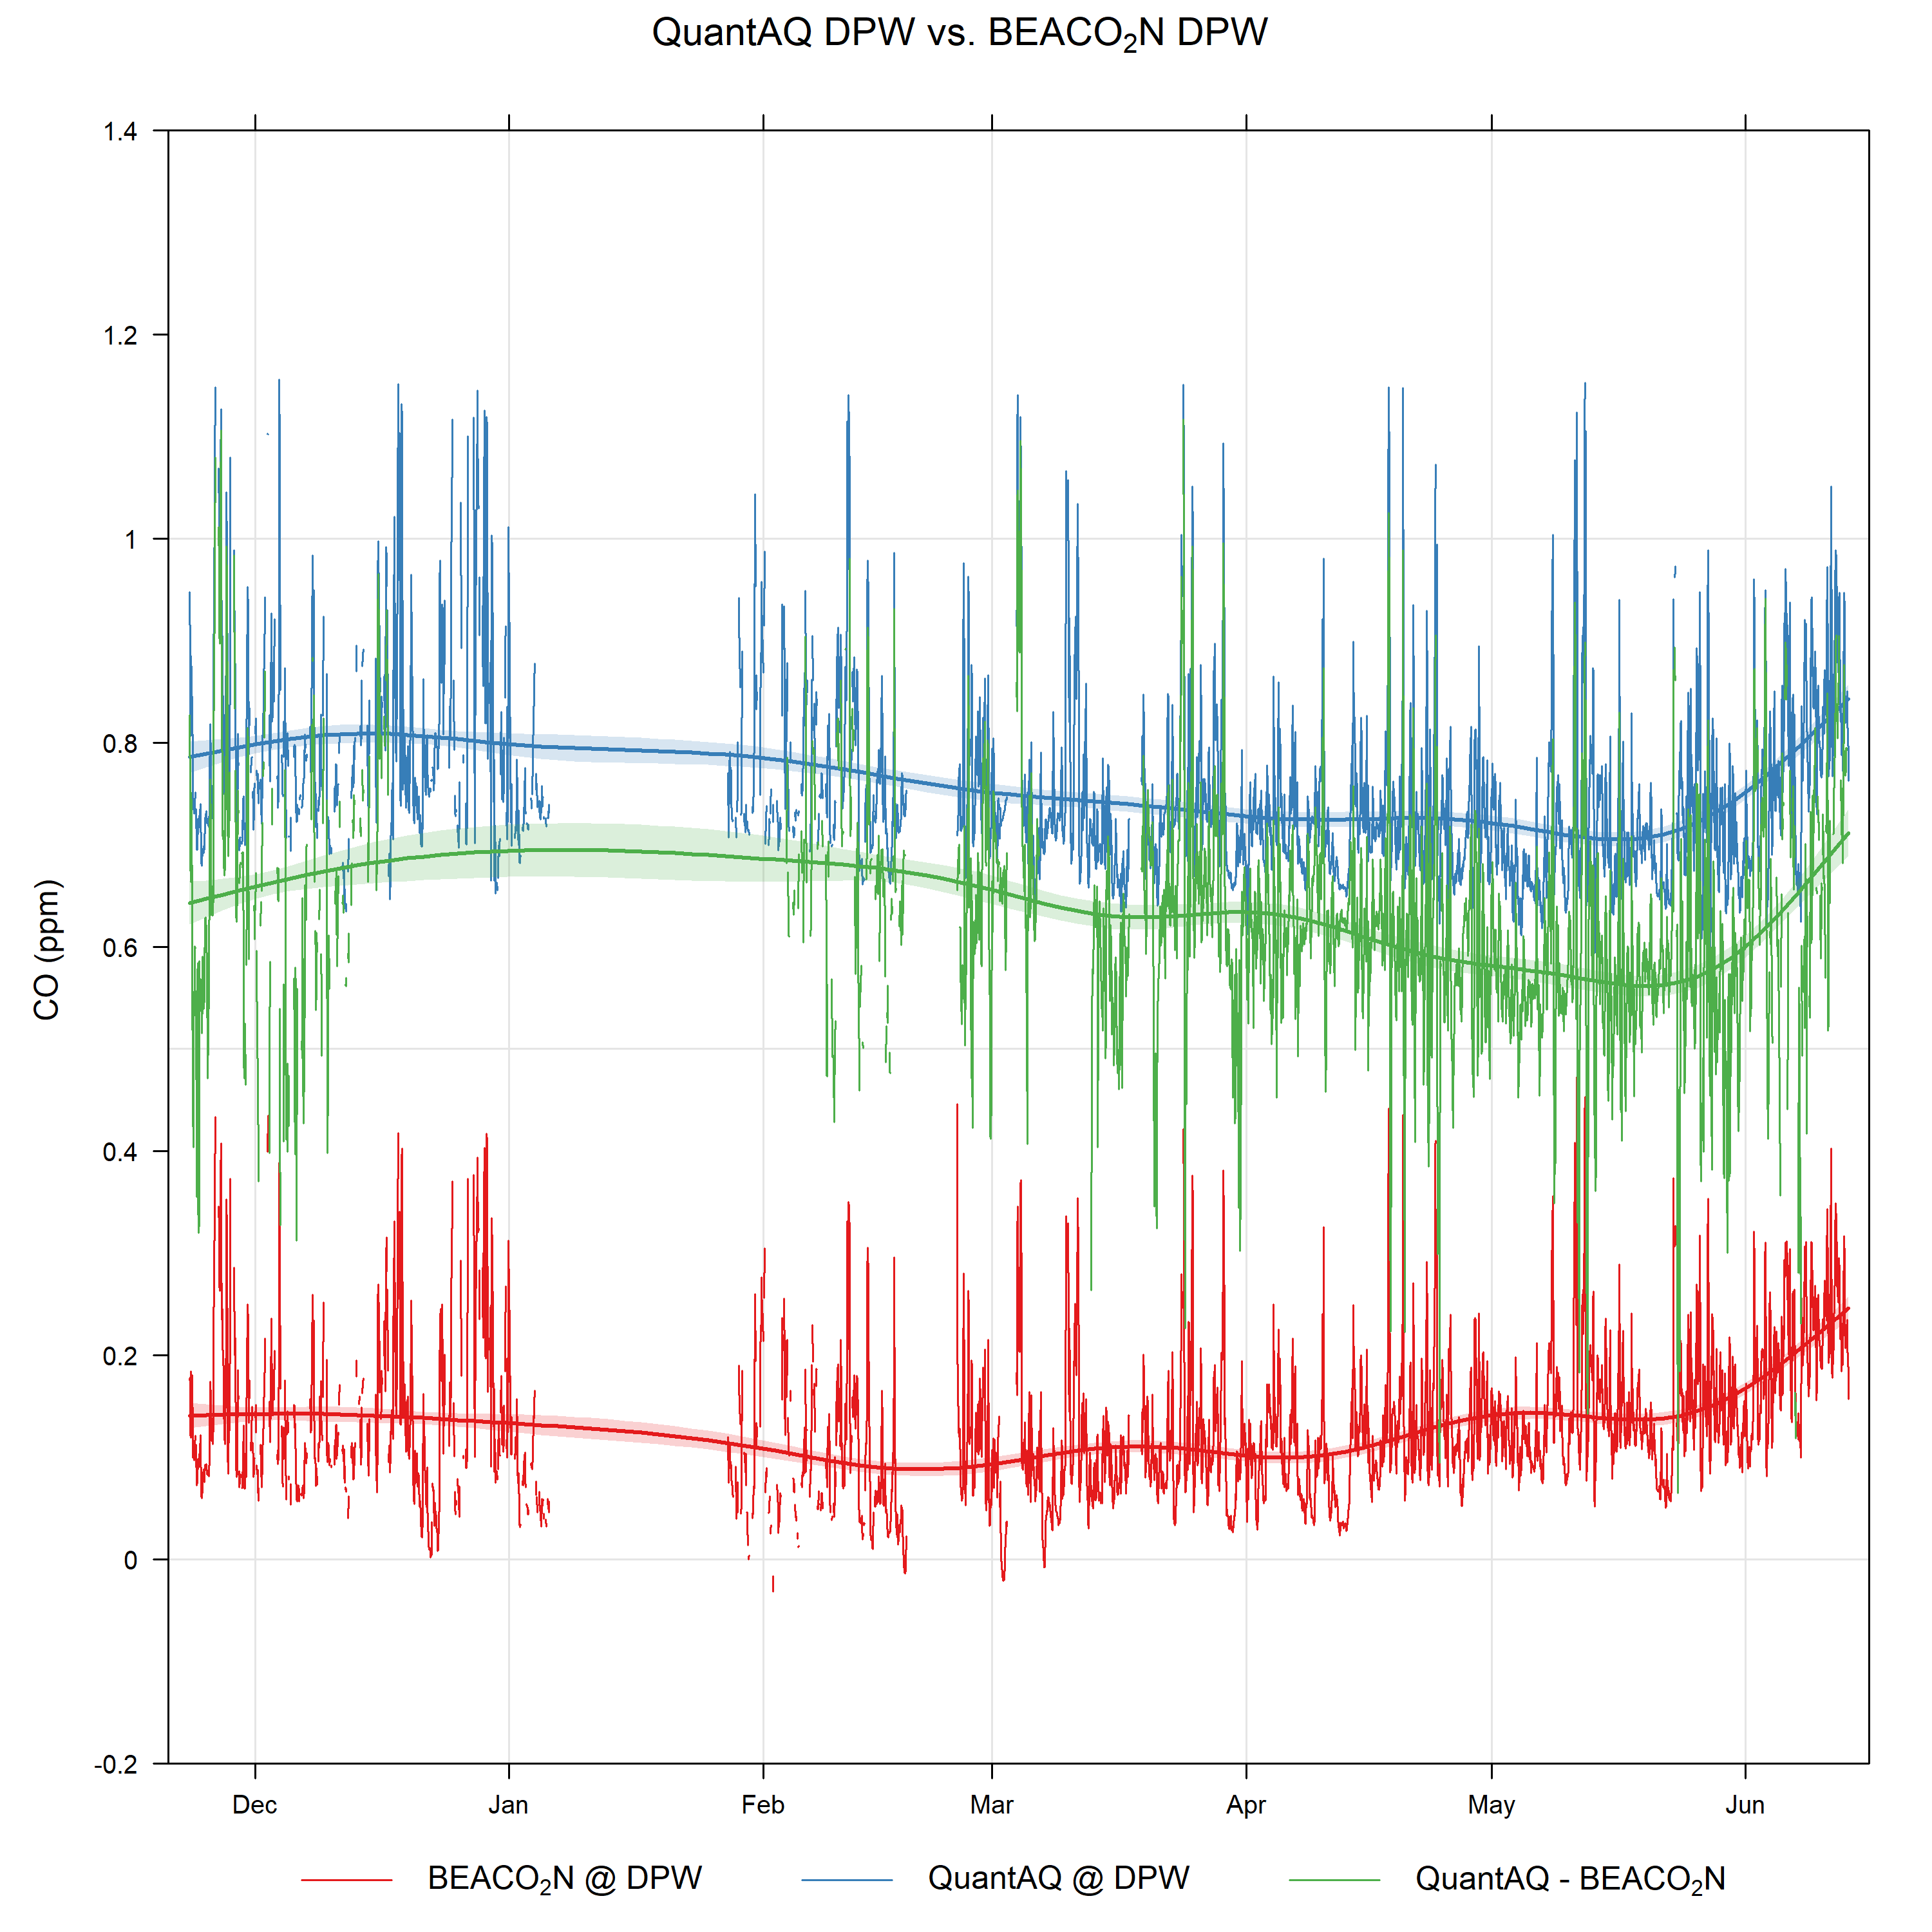 QuantAQ DPW vs. BEACO₂N DPW
1.4
1.2
1
0.8
0.6
0.4
0.2
0
-0.2
CO (ppm)
Dec Jan Feb Mar Apr May Jun
BEACO₂N @ DPW QuantAQ @ DPW QuantAQ - BEACO₂N